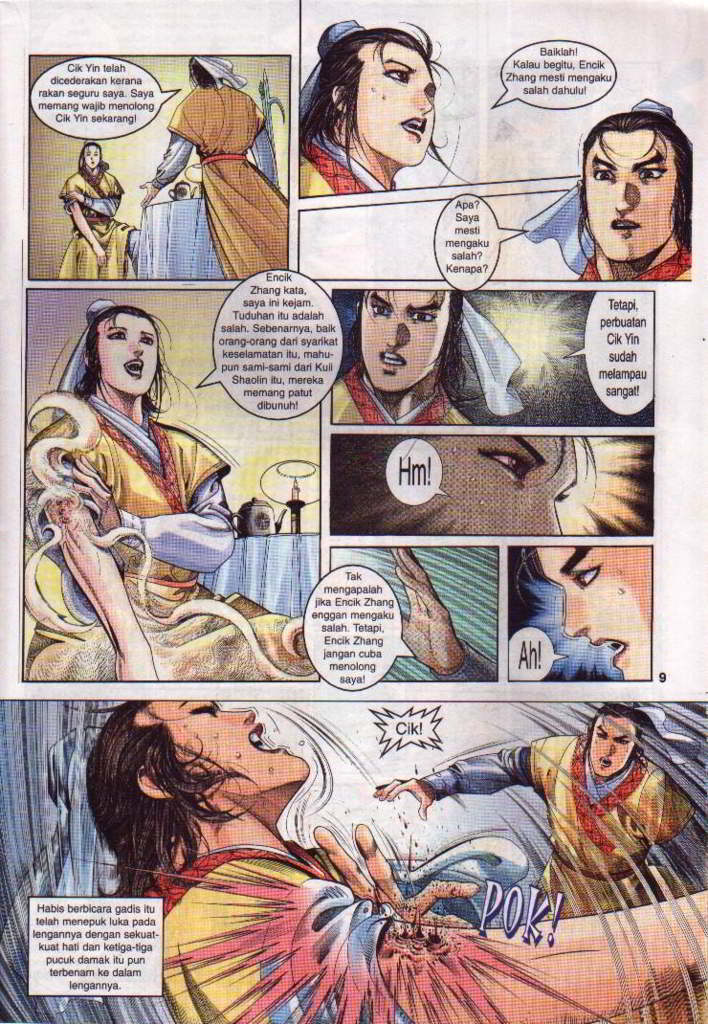 Cik Yin telah
dicederakan kerana
rakan seguru saya. Saya
memang wajib menolong
Cik Yin sekarang!
Baiklah!
Kalau begitu, Encik
Zhang mesti mengaku
salah dahulu!
Apa?
Saya
mesti
mengaku
salah?
Kenapa?
Encik
Zhang kata,
saya ini kejam.
Tuduhan itu adalah
salah. Sebenarnya, baik
orang-orang dari syarikat
keselamatan itu, mahu-
pun sami-sami dari Kuil
Shaolin itu, mereka
memang patut
dibunuh!
Tetapi,
perbuatan
Cik Yin
sudah
melampau
sangat!
Hm!
Tak
mengapalah
jika Encik Zhang
enggan mengaku
salah. Tetapi,
Encik Zhang
jangan cuba
menolong
saya!
Ah!
9
Cik!
POK!
Habis berbicara gadis itu
telah menepuk luka pada
lengannya dengan sekuat-
kuat hati dan ketiga-tiga
pucuk damak itu pun
terbenam ke dalam
lengannya.